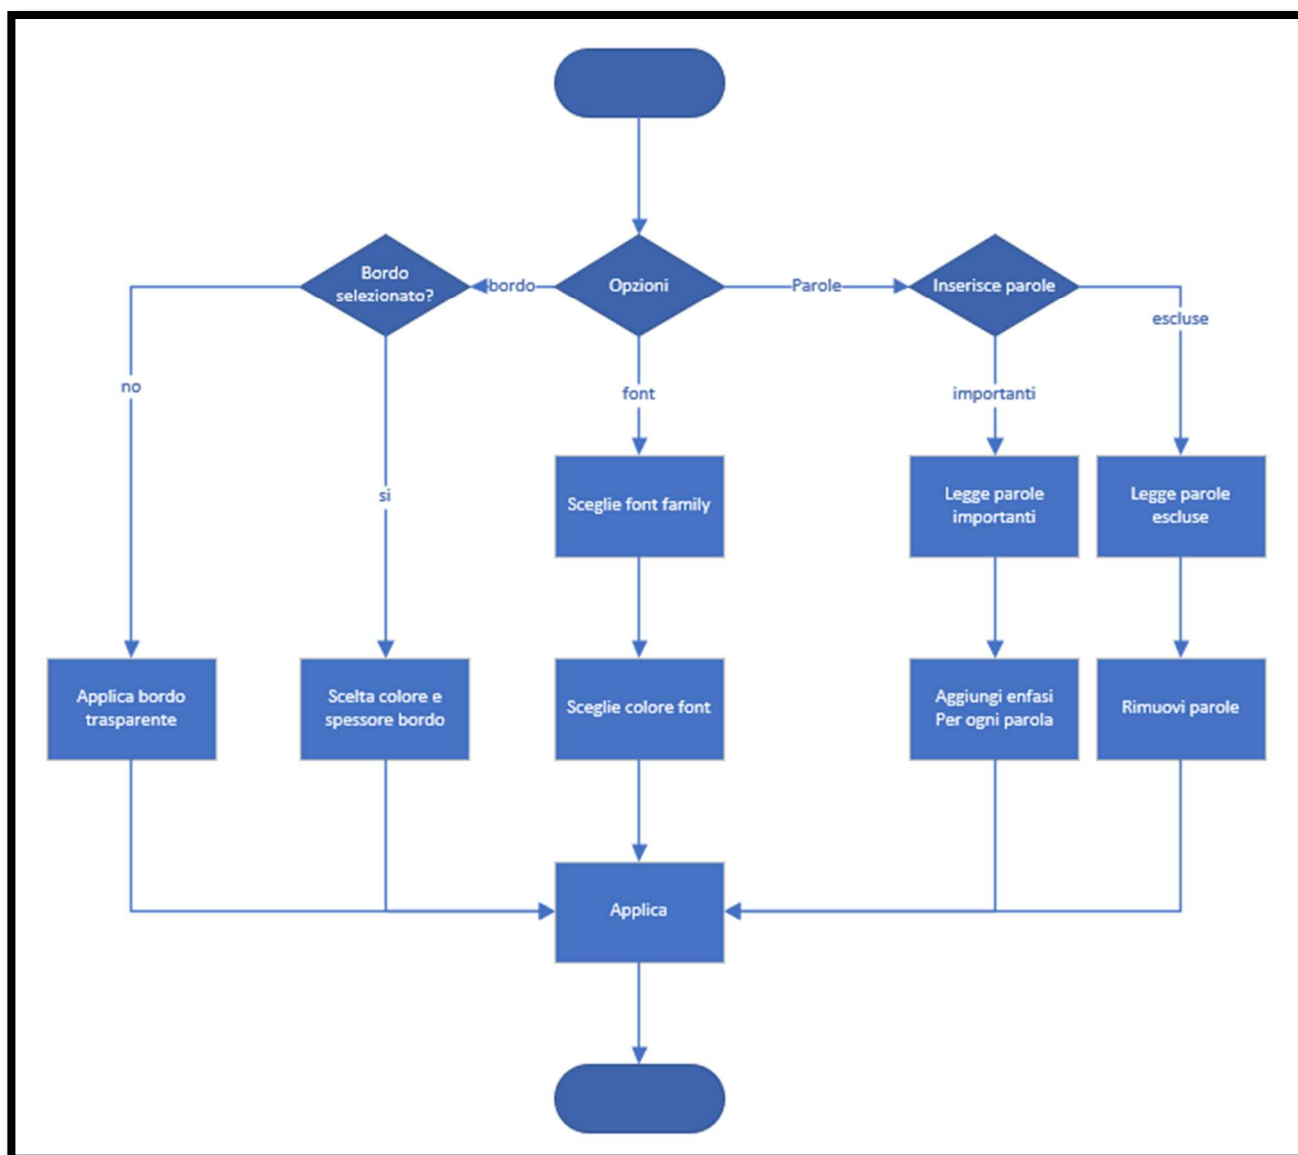 Bordo
selezionato?
bordo
Opzioni
Parole
Inserisce parole
escluse
no
font
importanti
si
Sceglie font family
Legge parole
importanti
Legge parole
escluse
Applica bordo
trasparente
Scelta colore e
spessore bordo
Sceglie colore font
Aggiungi enfasi
Per ogni parola
Rimuovi parole
Applica